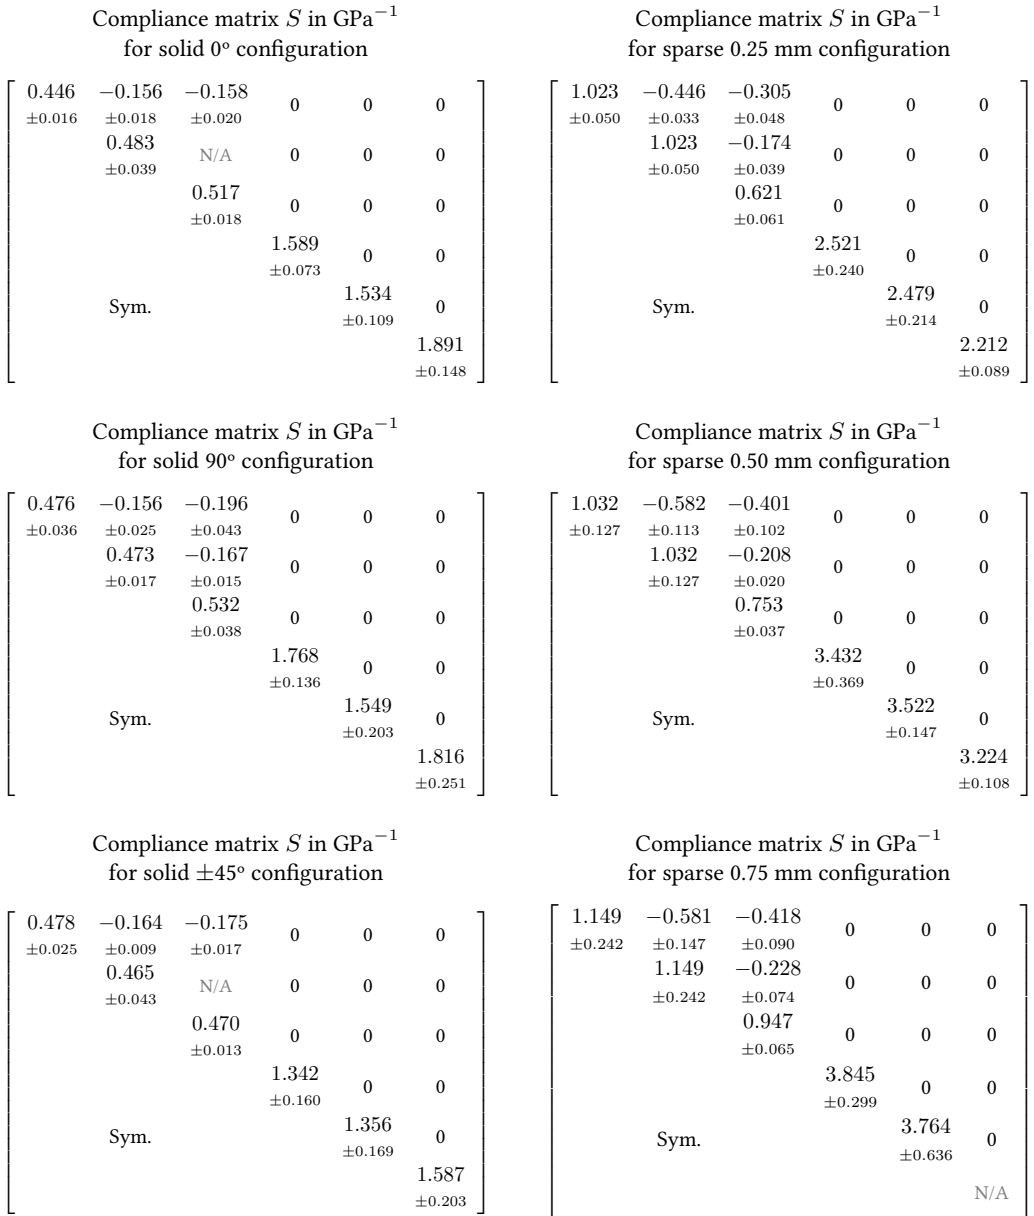 Compliance matrix S in GPa⁻¹
for solid 0º configuration
0.446 −0.156 −0.158 0 0 0
±0.016 ±0.018 ±0.020
0.483 N/A 0 0 0
±0.039
0.517 0 0 0
±0.018
1.589 0 0
±0.073
Sym. 1.534 0
±0.109
1.891
±0.148
Compliance matrix S in GPa⁻¹
for sparse 0.25 mm configuration
1.023 −0.446 −0.305 0 0 0
±0.050 ±0.033 ±0.048
1.023 −0.174 0 0 0
±0.050 ±0.039
0.621 0 0 0
±0.061
2.521 0 0
±0.240
Sym. 2.479 0
±0.214
2.212
±0.089
Compliance matrix S in GPa⁻¹
for solid 90º configuration
0.476 −0.156 −0.196 0 0 0
±0.036 ±0.025 ±0.043
0.473 −0.167 0 0 0
±0.017 ±0.015
0.532 0 0 0
±0.038
1.768 0 0
±0.136
Sym. 1.549 0
±0.203
1.816
±0.251
Compliance matrix S in GPa⁻¹
for sparse 0.50 mm configuration
1.032 −0.582 −0.401 0 0 0
±0.127 ±0.113 ±0.102
1.032 −0.208 0 0 0
±0.127 ±0.020
0.753 0 0 0
±0.037
3.432 0 0
±0.369
Sym. 3.522 0
±0.147
3.224
±0.108
Compliance matrix S in GPa⁻¹
for solid ±45º configuration
0.478 −0.164 −0.175 0 0 0
±0.025 ±0.009 ±0.017
0.465 N/A 0 0 0
±0.043
0.470 0 0 0
±0.013
1.342 0 0
±0.160
Sym. 1.356 0
±0.169
1.587
±0.203
Compliance matrix S in GPa⁻¹
for sparse 0.75 mm configuration
1.149 −0.581 −0.418 0 0 0
±0.242 ±0.147 ±0.090
1.149 −0.228 0 0 0
±0.242 ±0.074
0.947 0 0 0
±0.065
3.845 0 0
±0.299
Sym. 3.764 0
±0.636
N/A